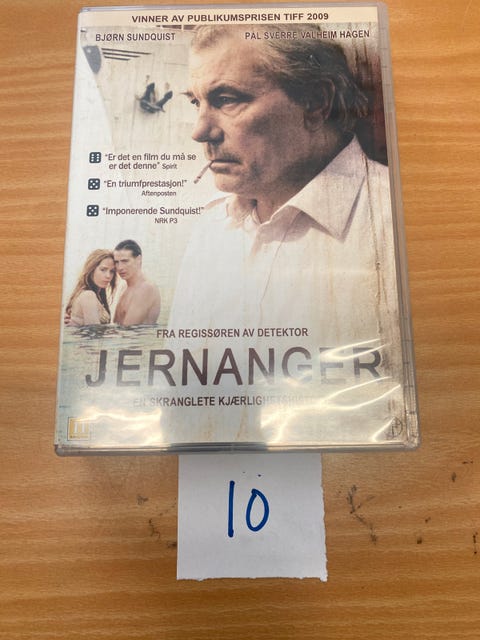 VINNER AV PUBLIKUMSPRISEN TIFF 2009
BJØRN SUNDQUIST PÅL SVERRE VALHEIM HAGEN
"Er det en film du må se
er det denne" Spirit
"En triumfprestasjon!"
Aftenposten
"Imponerende Sundquist!"
NRK P3
FRA REGISSØREN AV DETEKTOR
JERNANGER
EN SKRANGLETE
10